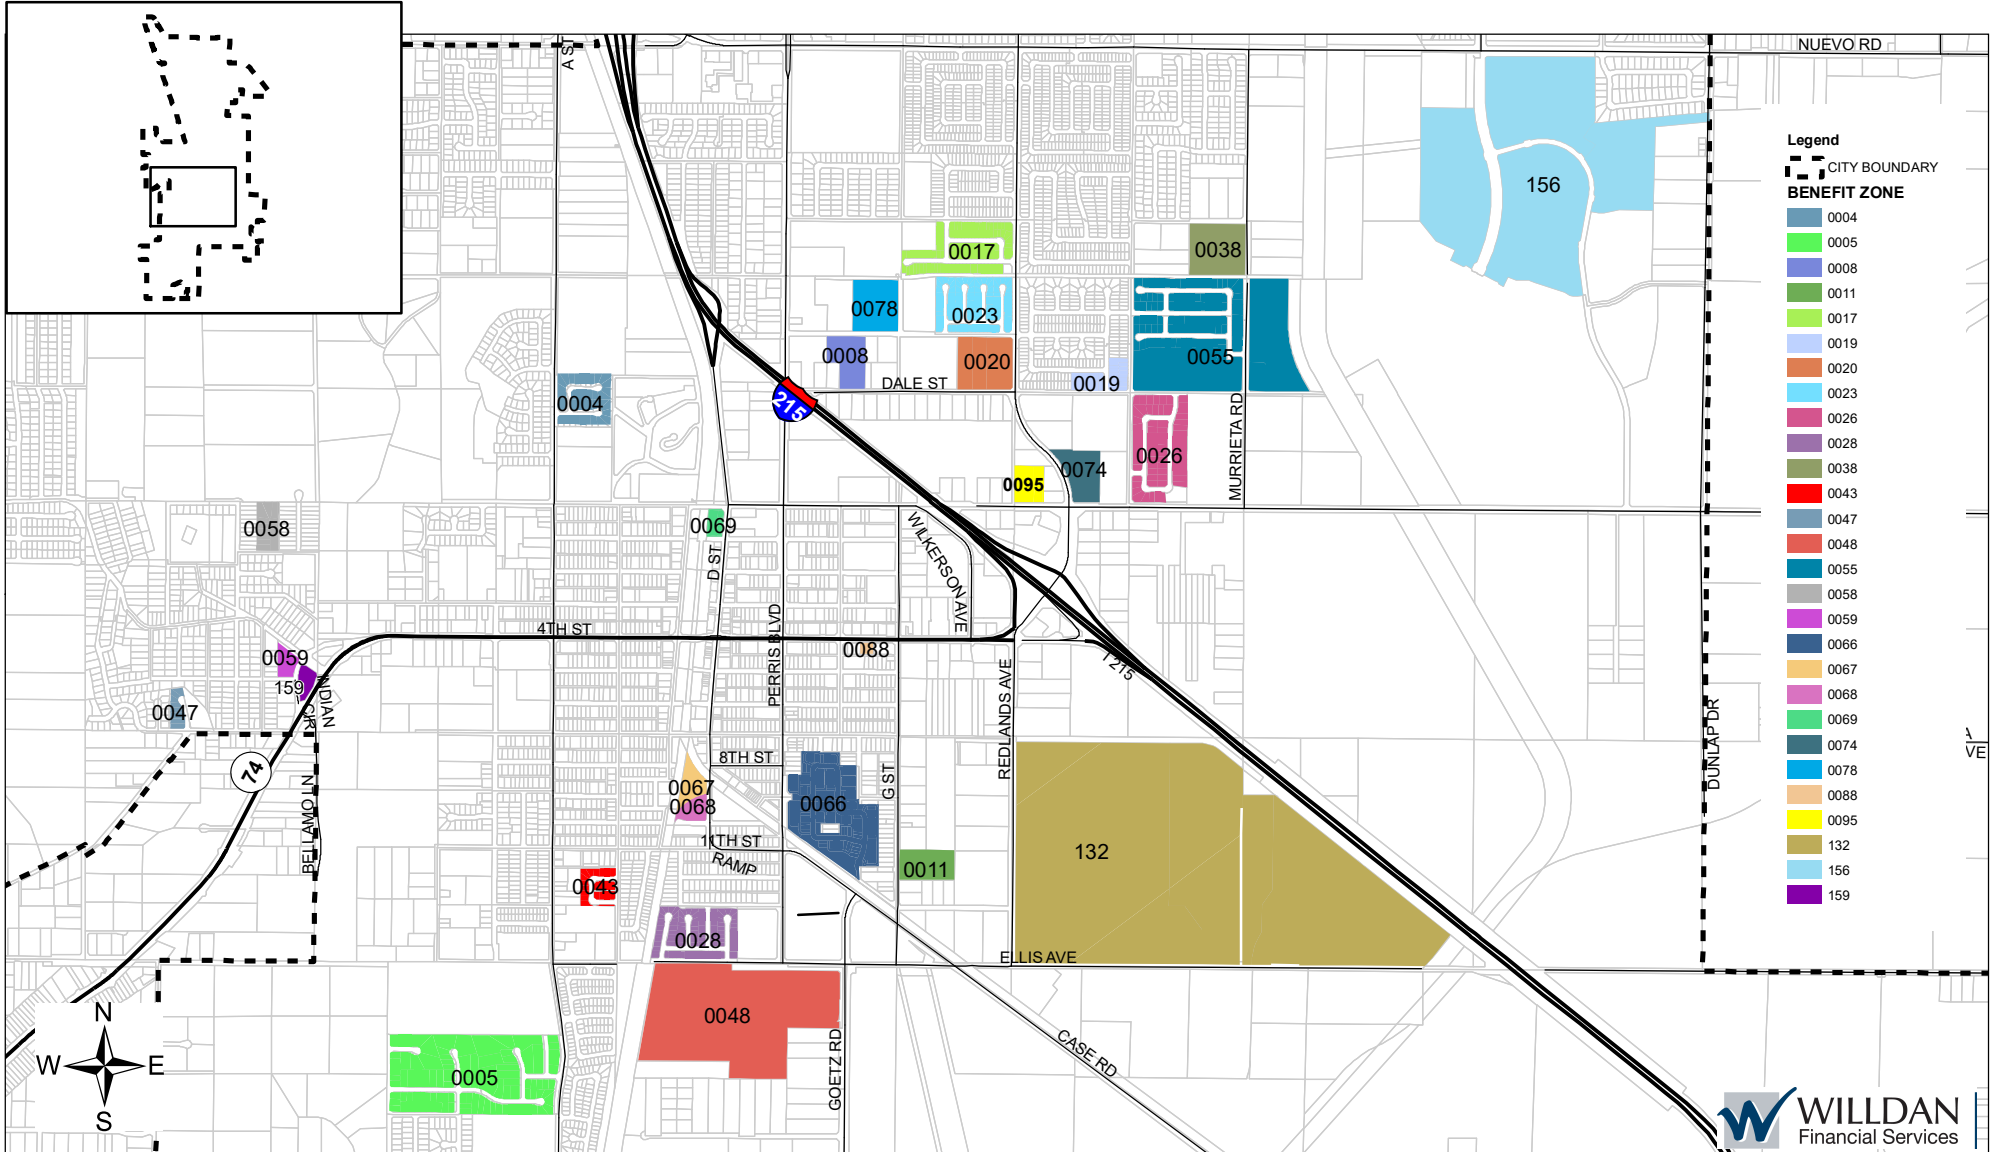 NUEVO RD
A ST
Legend
CITY BOUNDARY
BENEFIT ZONE
0004
0005
0008
0011
0017
0019
0020
0023
0026
0028
0038
0043
0047
0048
0055
0058
0059
0066
0067
0068
0069
0074
0078
0088
0095
132
156
159
156
0017
0038
0078
0023
0008
0020
0055
DALE ST
0019
0004
215
MURRIETA RD
0026
0074
0095
0058
0069
D ST
WILKERSON AVE
4TH ST
PERRIS BLVD
0088
0059
159
INDIAN
CIR
0047
I 215
REDLANDS AVE
DUNLAP DR
A
VE
74
BELLAMO LN
8TH ST
G ST
0067
0068
0066
11TH ST
RAMP
0011
132
0043
0028
ELLIS AVE
0048
GOETZ RD
CASE RD
0005
N
W
E
S
WILLDAN
Financial Services